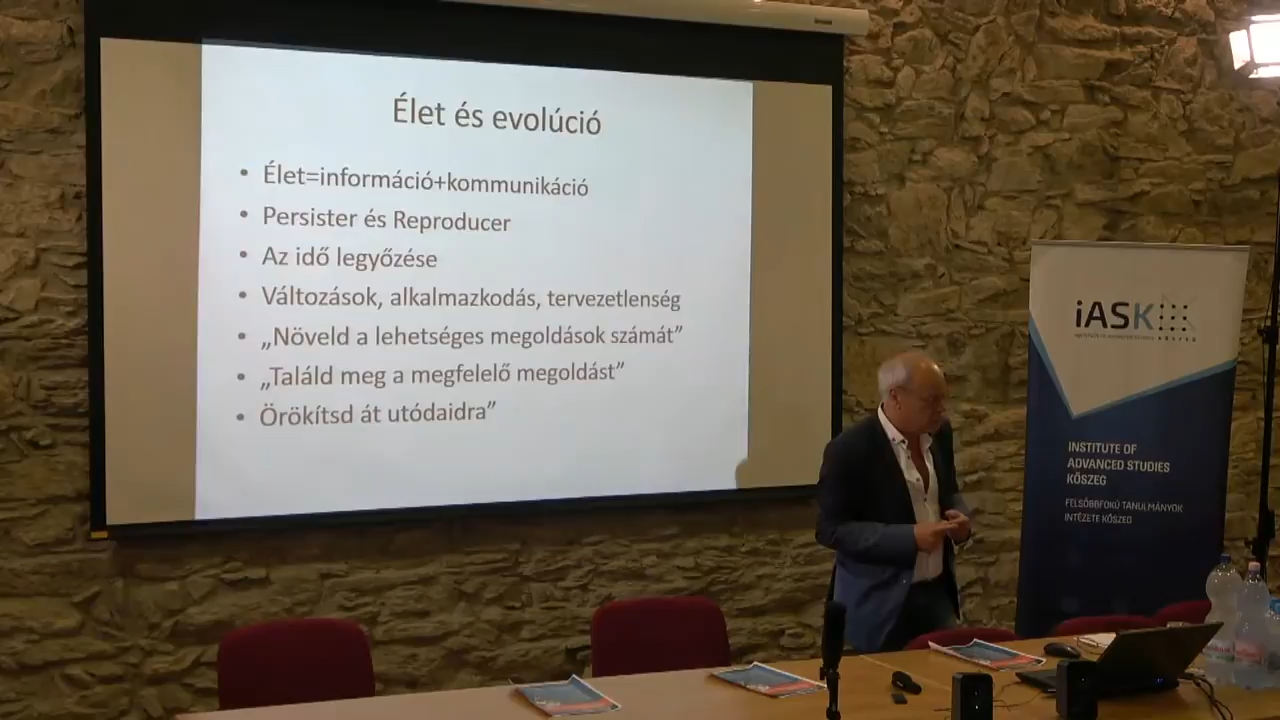 Élet és evolúció
• Élet=információ+kommunikáció
• Persister és Reproducer
• Az idő legyőzése
• Változások, alkalmazkodás, tervezetlenség
• „Növeld a lehetséges megoldások számát”
• „Találd meg a megfelelő megoldást”
• Örökítsd át utódaidra”
iASK
INSTITUTE OF
ADVANCED STUDIES
KŐSZEG
FELSŐBBFOKÚ TANULMÁNYOK
INTÉZETE KŐSZEG